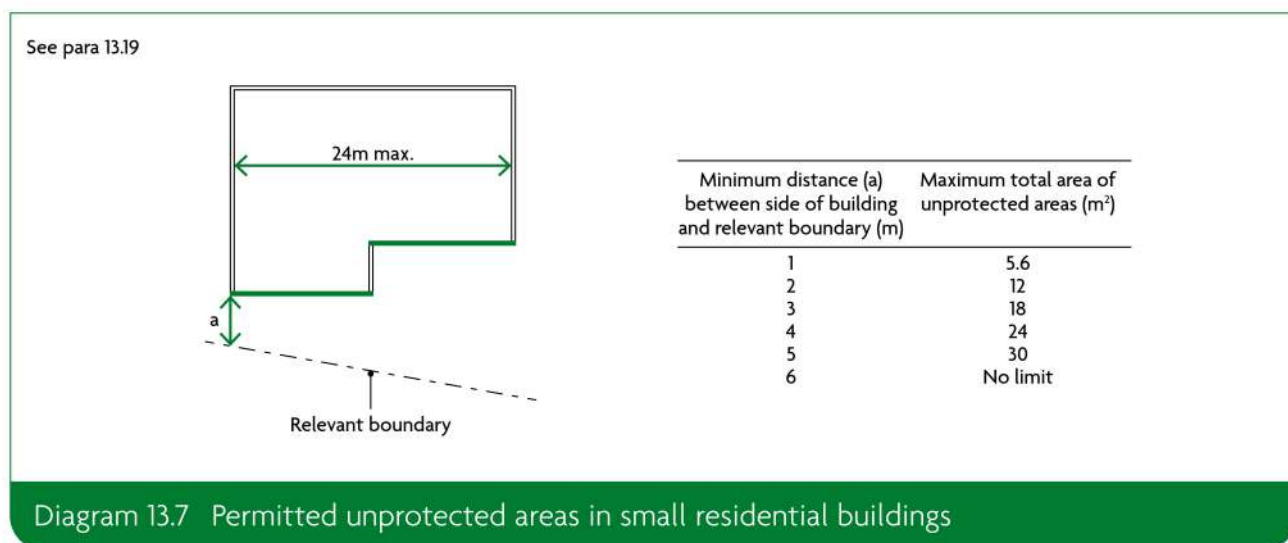 See para 13.19
24m max.
a
Relevant boundary
Minimum distance (a) between side of building and relevant boundary (m)
Maximum total area of unprotected areas (m²)
1 5.6
2 12
3 18
4 24
5 30
6 No limit
Diagram 13.7 Permitted unprotected areas in small residential buildings